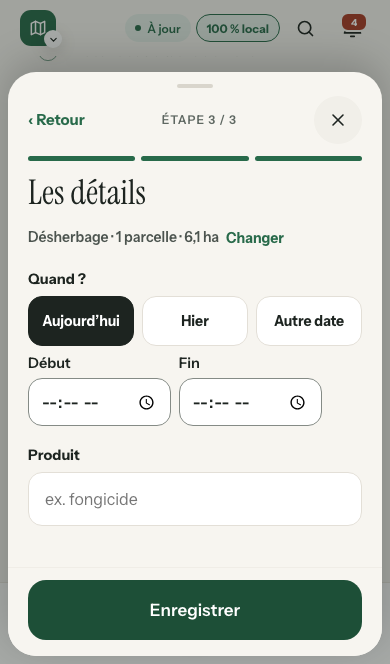 À jour
100 % local
4
‹ Retour
ÉTAPE 3 / 3
Les détails
Désherbage · 1 parcelle · 6,1 ha Changer
Quand ?
Aujourd’hui
Hier
Autre date
Début
Fin
--:-- --
--:-- --
Produit
ex. fongicide
Enregistrer